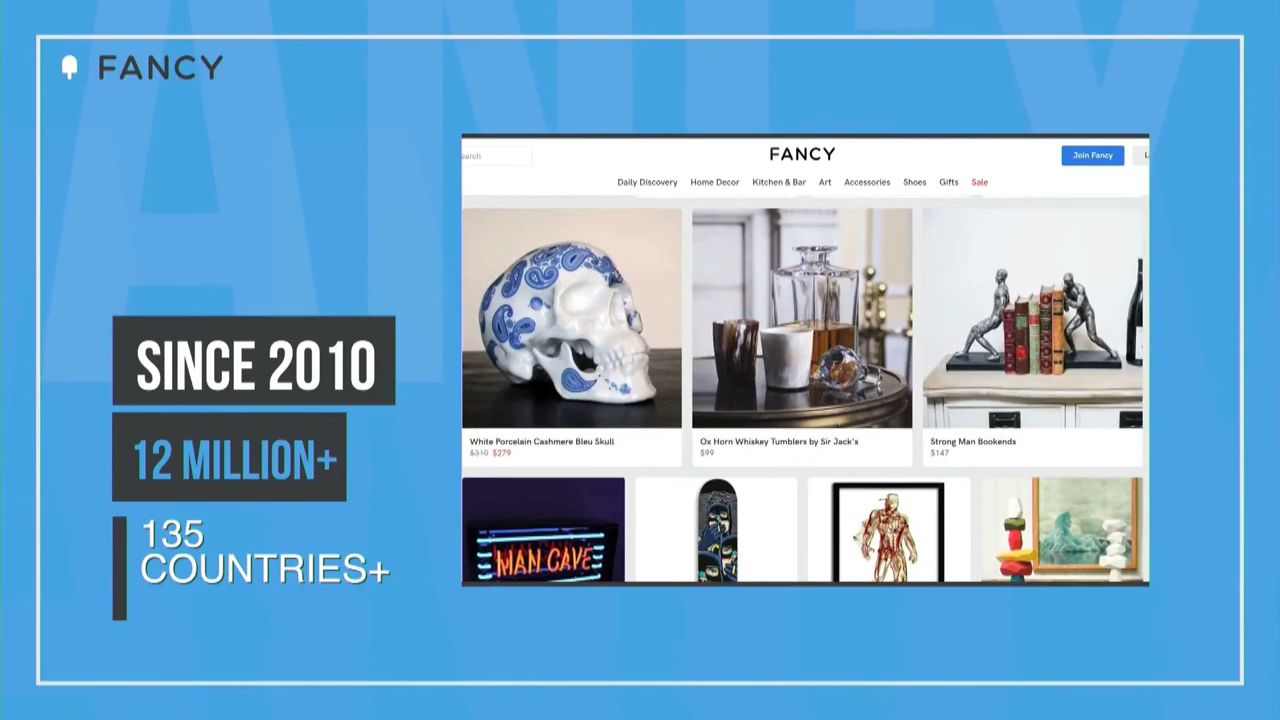 FANCY
SINCE 2010
12 MILLION+
135
COUNTRIES+
earch
FANCY
Join Fancy
L
Daily Discovery Home Decor Kitchen & Bar Art Accessories Shoes Gifts Sale
White Porcelain Cashmere Bleu Skull
$310 $279
Ox Horn Whiskey Tumblers by Sir Jack's
$99
Strong Man Bookends
$147
MAN CAVE